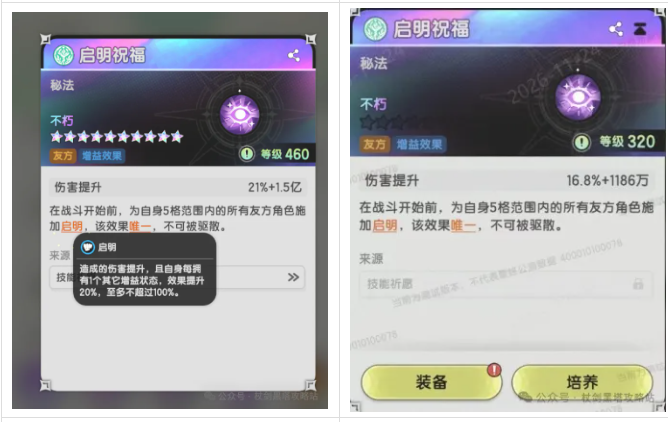 启明祝福
秘法
不朽
友方 增益效果
等级 460
伤害提升 21%+1.5亿
在战斗开始前，为自身5格范围内的所有友方角色施
加启明，该效果唯一，不可被驱散。
来源
启明
造成的伤害提升，且自身每拥
有1个其它增益状态，效果提升
20%，至多不超过100%。
技能
公众号·杖剑黑塔攻略站
启明祝福
秘法
不朽
友方 增益效果
等级 320
伤害提升 16.8%+1186万
在战斗开始前，为自身5格范围内的所有友方角色施
加启明，该效果唯一，不可被驱散。
来源
技能祈愿
装备
培养
公众号·杖剑黑塔攻略站